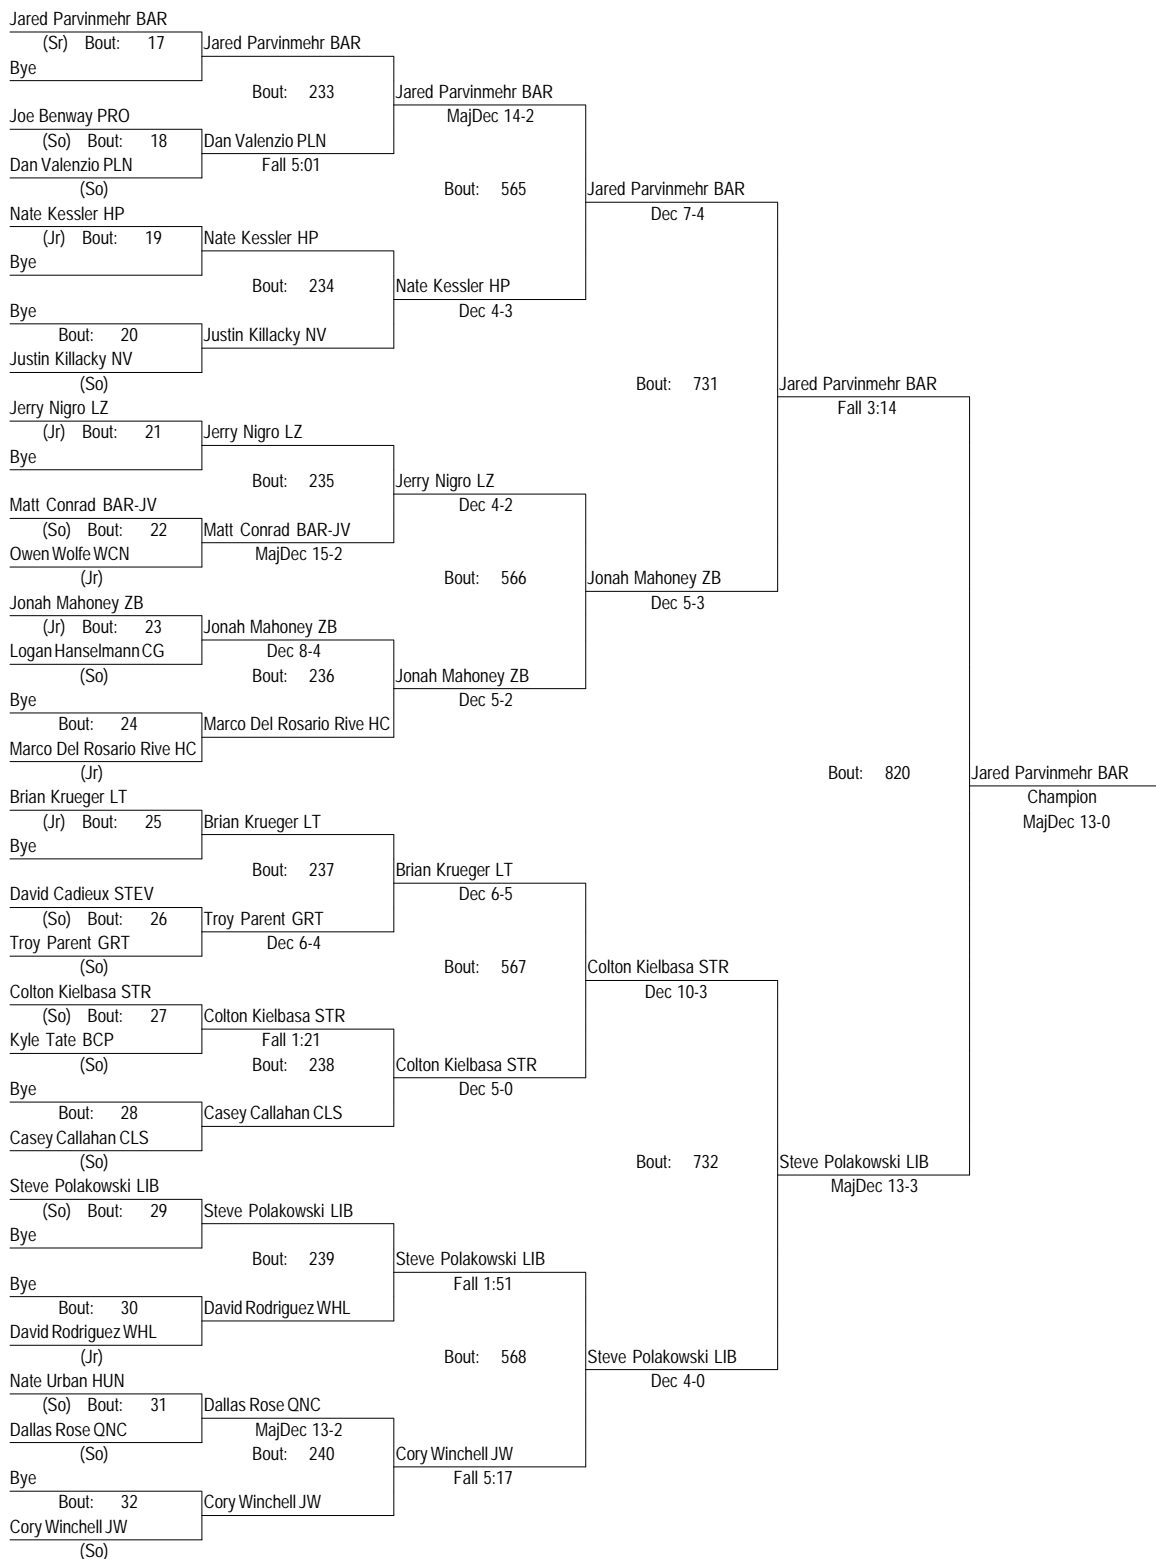 Jared Parvinmehr BAR
(Sr) Bout: 17 Jared Parvinmehr BAR
Bye
Bout: 233 Jared Parvinmehr BAR
Joe Benway PRO MajDec 14-2
(So) Bout: 18 Dan Valenzio PLN
Dan Valenzio PLN Fall 5:01
(So) Bout: 565 Jared Parvinmehr BAR
Nate Kessler HP Dec 7-4
(Jr) Bout: 19 Nate Kessler HP
Bye
Bout: 234 Nate Kessler HP
Bye Dec 4-3
Bout: 20 Justin Killacky NV
Justin Killacky NV
(So) Bout: 731 Jared Parvinmehr BAR
Jerry Nigro LZ Fall 3:14
(Jr) Bout: 21 Jerry Nigro LZ
Bye
Bout: 235 Jerry Nigro LZ
Matt Conrad BAR-JV Dec 4-2
(So) Bout: 22 Matt Conrad BAR-JV
Owen Wolfe WCN MajDec 15-2
(Jr) Bout: 566 Jonah Mahoney ZB
Jonah Mahoney ZB Dec 5-3
(Jr) Bout: 23 Jonah Mahoney ZB
Logan Hanselmann CG Dec 8-4
(So) Bout: 236 Jonah Mahoney ZB
Bye Dec 5-2
Bout: 24 Marco Del Rosario Rive HC
Marco Del Rosario Rive HC
(Jr) Bout: 820 Jared Parvinmehr BAR
Brian Krueger LT Champion
(Jr) Bout: 25 Brian Krueger LT MajDec 13-0
Bye
Bout: 237 Brian Krueger LT
David Cadieux STEV Dec 6-5
(So) Bout: 26 Troy Parent GRT
Troy Parent GRT Dec 6-4
(So) Bout: 567 Colton Kielbasa STR
Colton Kielbasa STR Dec 10-3
(So) Bout: 27 Colton Kielbasa STR
Kyle Tate BCP Fall 1:21
(So) Bout: 238 Colton Kielbasa STR
Bye Dec 5-0
Bout: 28 Casey Callahan CLS
Casey Callahan CLS
(So) Bout: 732 Steve Polakowski LIB
Steve Polakowski LIB MajDec 13-3
(So) Bout: 29 Steve Polakowski LIB
Bye
Bout: 239 Steve Polakowski LIB
Bye Fall 1:51
Bout: 30 David Rodriguez WHL
David Rodriguez WHL
(Jr) Bout: 568 Steve Polakowski LIB
Nate Urban HUN Dec 4-0
(So) Bout: 31 Dallas Rose QNC
Dallas Rose QNC MajDec 13-2
(So) Bout: 240 Cory Winchell JW
Bye Fall 5:17
Bout: 32 Cory Winchell JW
Cory Winchell JW
(So)